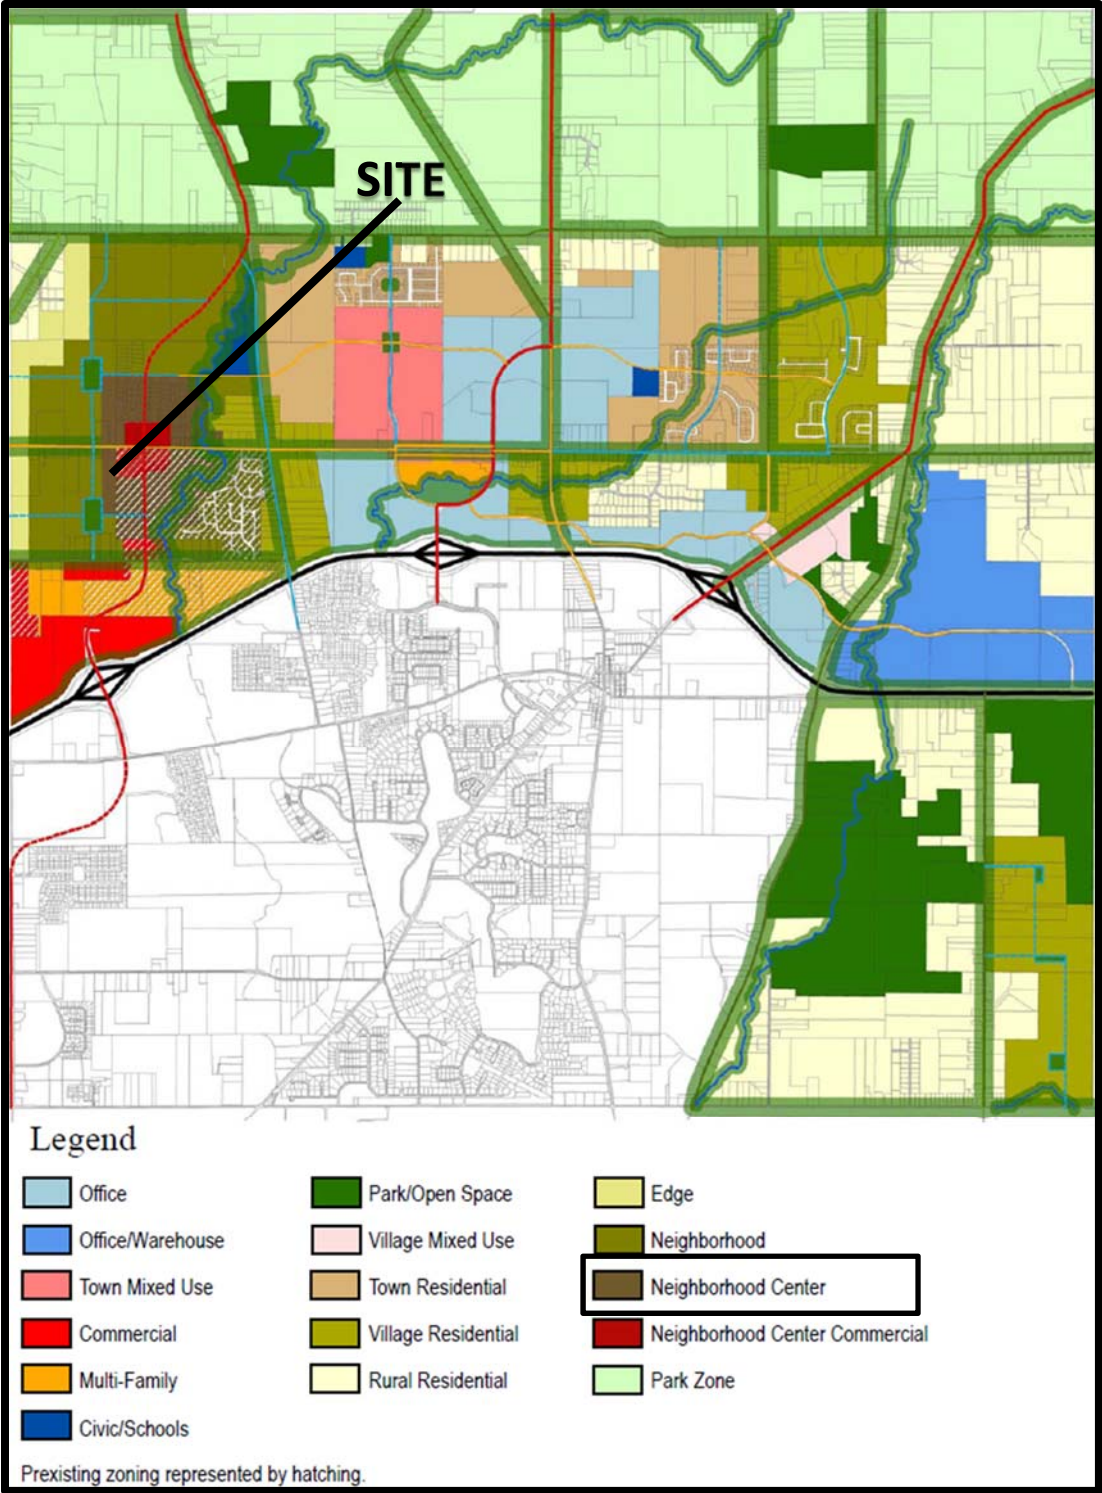 SITE
Legend
Office
Park/Open Space
Edge
Office/Warehouse
Village Mixed Use
Neighborhood
Town Mixed Use
Town Residential
Neighborhood Center
Commercial
Village Residential
Neighborhood Center Commercial
Multi-Family
Rural Residential
Park Zone
Civic/Schools
Prexisting zoning represented by hatching.